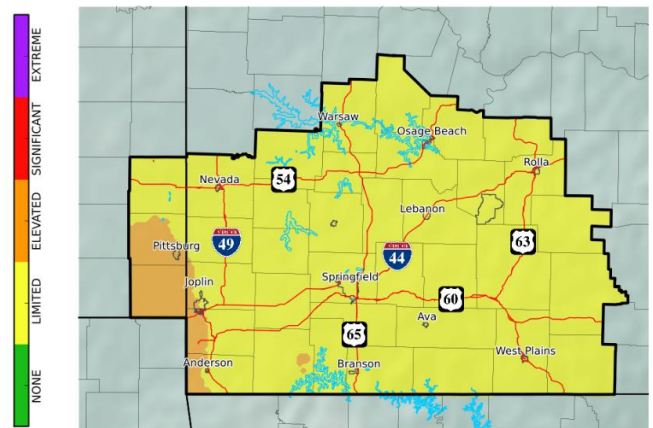 EXTREME
SIGNIFICANT
ELEVATED
LIMITED
NONE
Warsaw
Osage Beach
Rolla
Nevada
54
Lebanon
Pittsburg
49
44
63
Joplin
Springfield
60
65
Ava
Anderson
Branson
West Plains